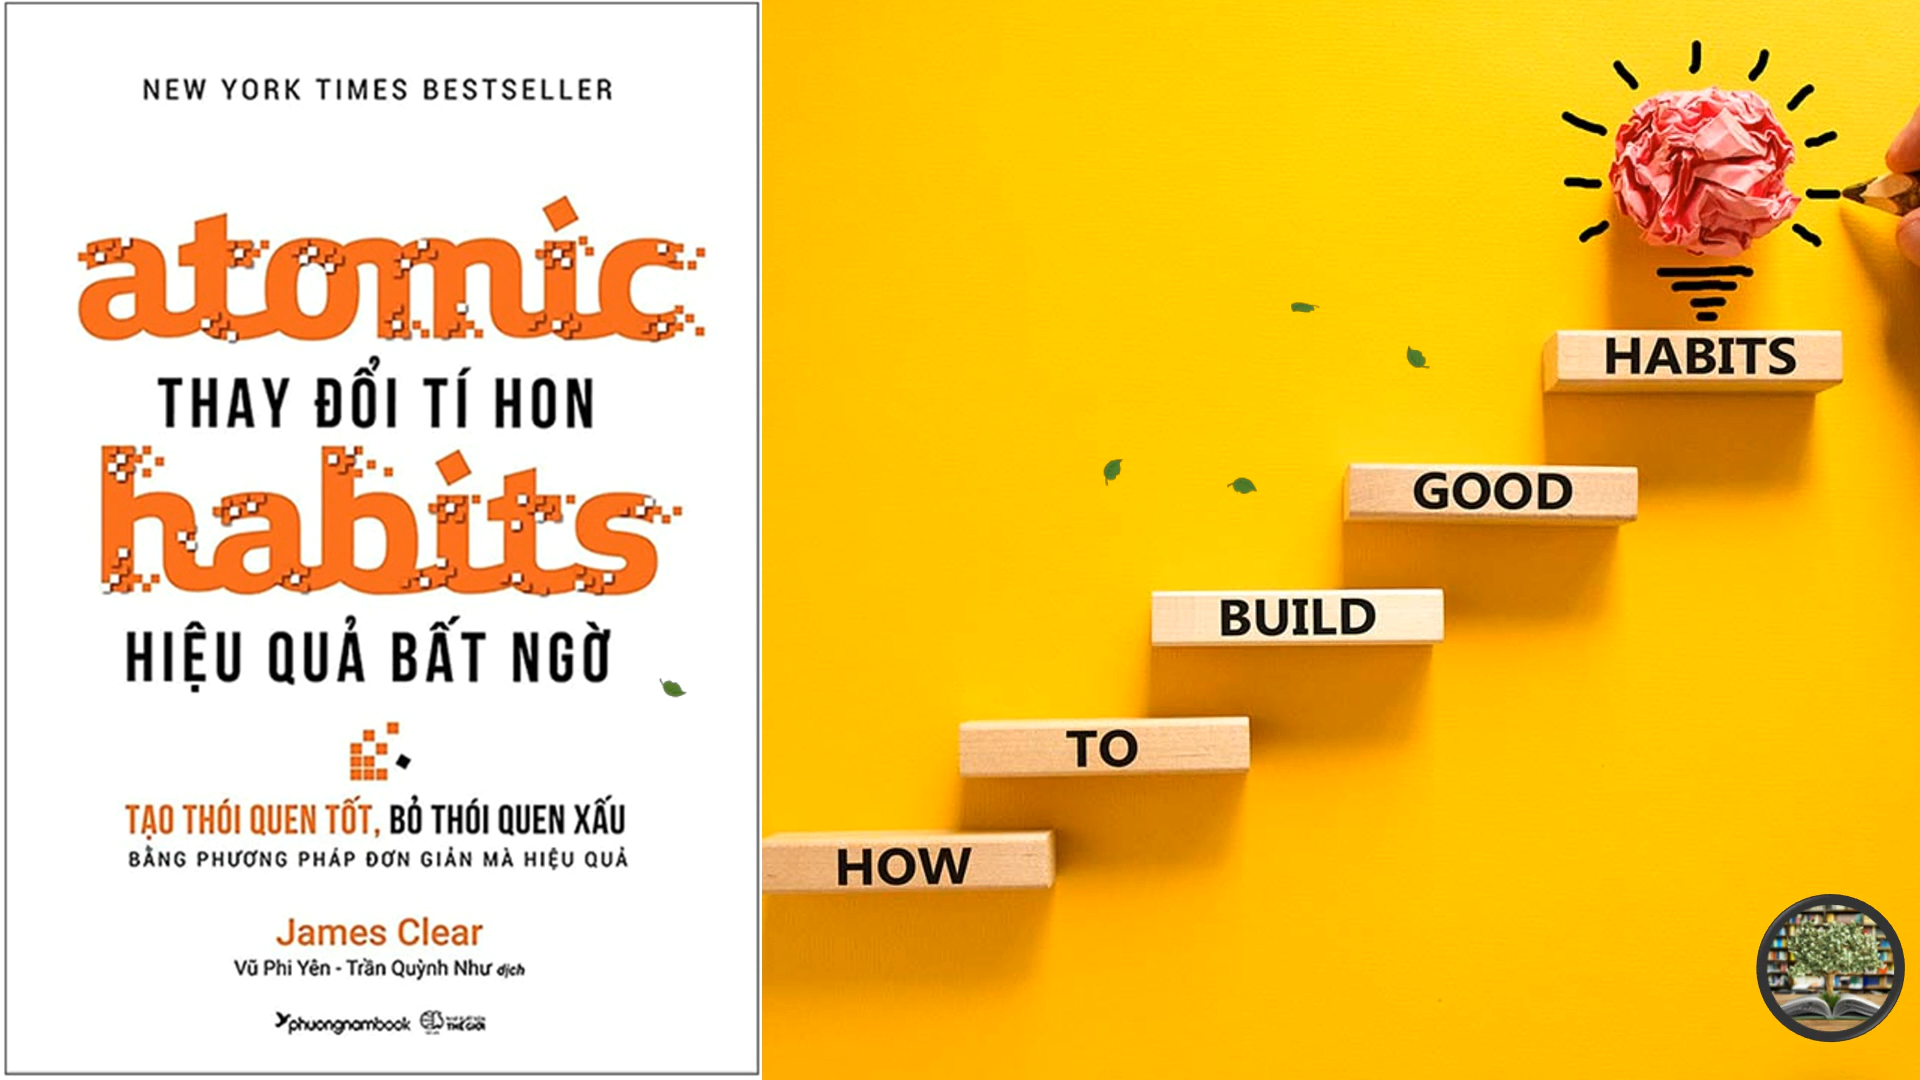 NEW YORK TIMES BESTSELLER
atomic
THAY ĐỔI TÍ HON
habits
HIỆU QUẢ BẤT NGỜ
TẠO THÓI QUEN TỐT, BỎ THÓI QUEN XẤU
BẰNG PHƯƠNG PHÁP ĐƠN GIẢN MÀ HIỆU QUẢ
James Clear
Vũ Phi Yên - Trần Quỳnh Như dịch
phuongnambook
THẾ GIỚI
HABITS
GOOD
BUILD
TO
HOW